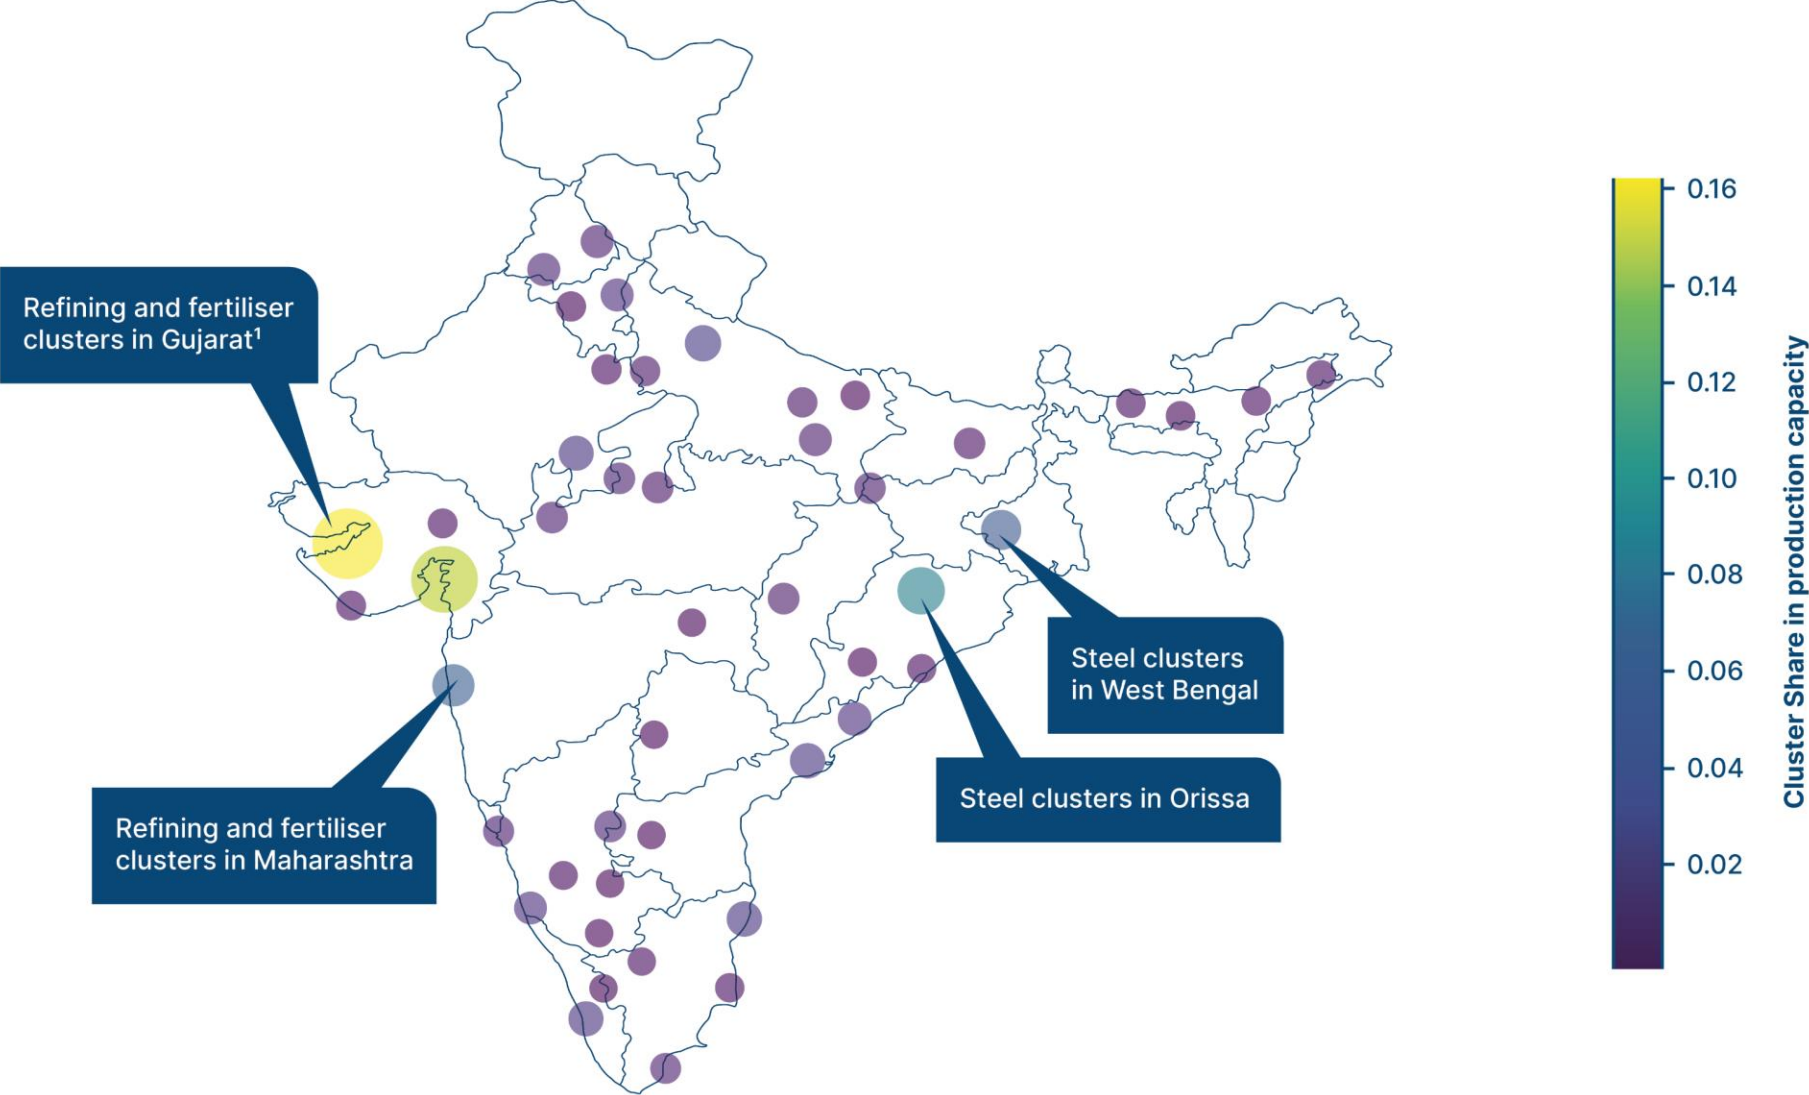 Refining and fertiliser
clusters in Gujarat¹
Refining and fertiliser
clusters in Maharashtra
Steel clusters
in West Bengal
Steel clusters in Orissa
0.16
0.14
0.12
0.10
0.08
0.06
0.04
0.02
Cluster Share in production capacity